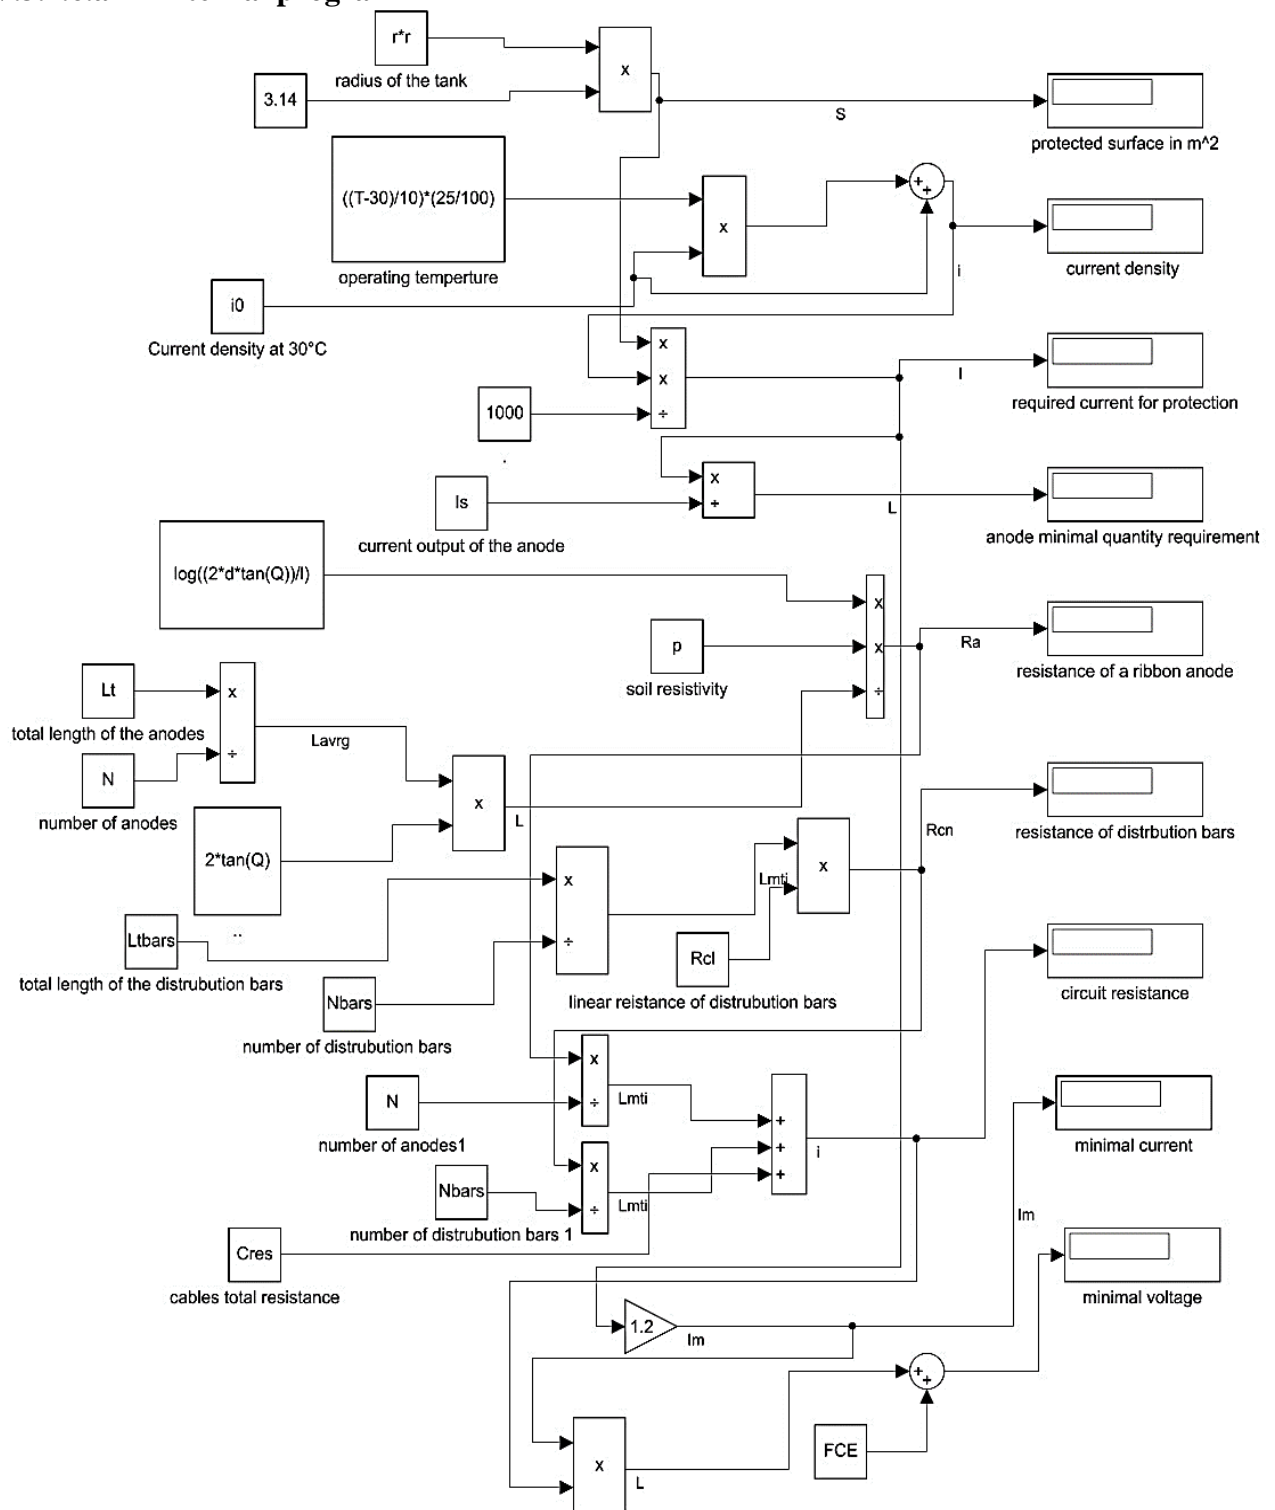 r*r
radius of the tank
x
3.14
S
protected surface in m^2
((T-30)/10)*(25/100)
operating temperture
x
+
+
i
current density
i0
Current density at 30°C
x
x
÷
1000
.
I
required current for protection
Is
current output of the anode
x
÷
L
anode minimal quantity requirement
log((2*d*tan(Q))/l)
p
soil resistivity
x
x
÷
Ra
resistance of a ribbon anode
Lt
total length of the anodes
N
number of anodes
x
÷
Lavrg
2*tan(Q)
..
x
L
Ltbars
total length of the distrubution bars
Nbars
number of distrubution bars
x
÷
Lmti
Rcl
linear reistance of distrubution bars
x
Rcn
resistance of distrbution bars
circuit resistance
N
number of anodes1
x
÷
Lmti
Nbars
number of distrubution bars 1
x
÷
Lmti
Cres
cables total resistance
+
+
+
i
minimal current
Im
minimal voltage
1.2
Im
x
L
FCE
+
+